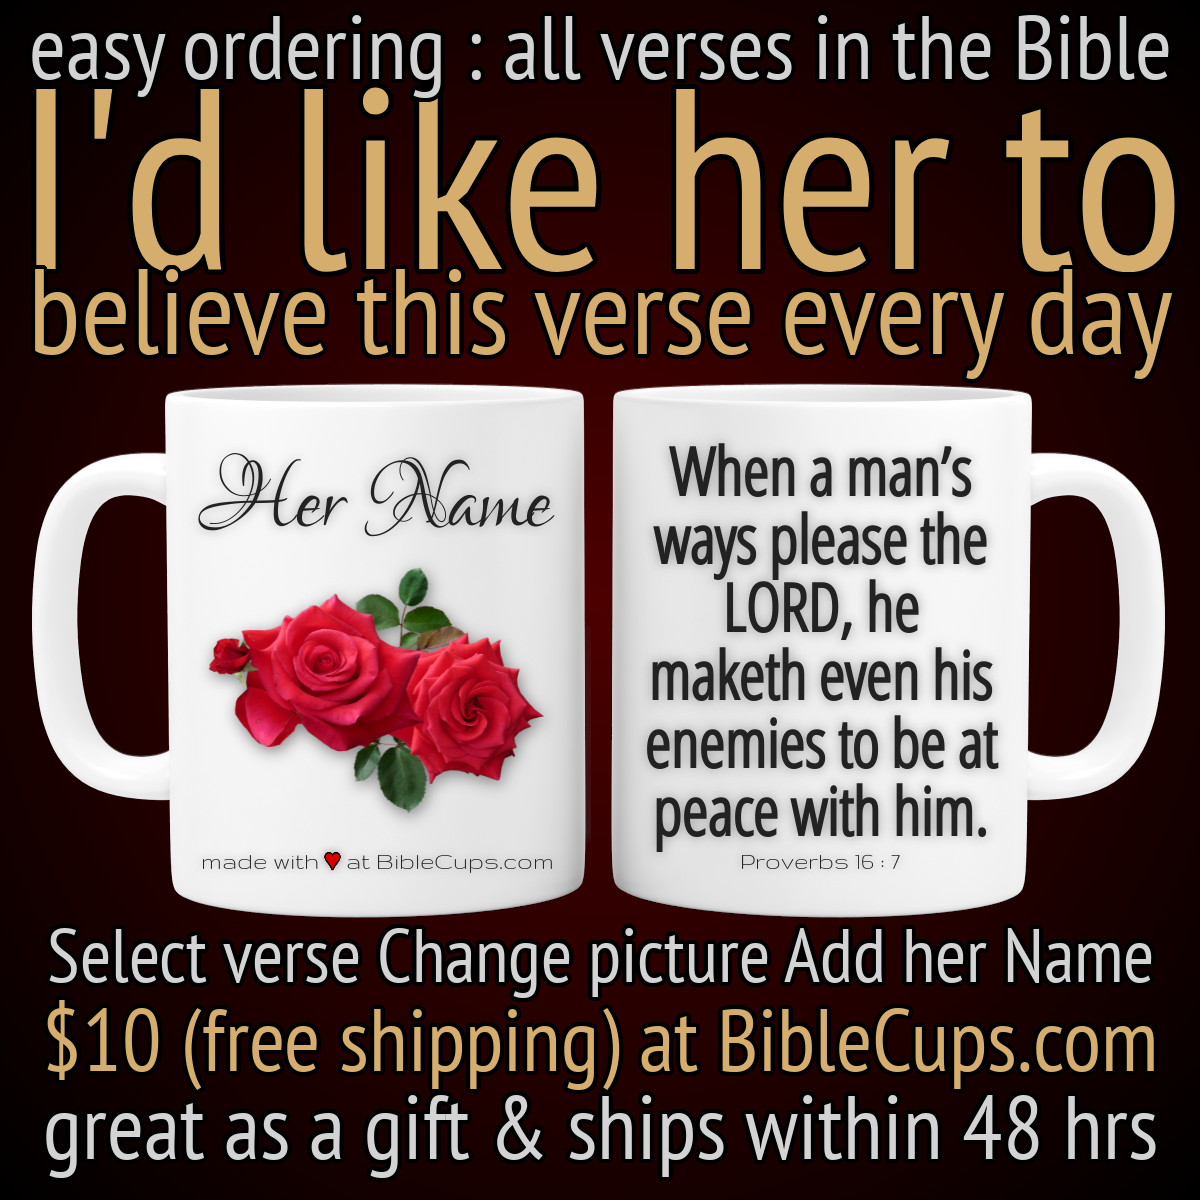 easy ordering : all verses in the Bible
I'd like her to
believe this verse every day
Her Name
made with ♥ at BibleCups.com
When a man’s
ways please the
LORD, he
maketh even his
enemies to be at
peace with him.
Proverbs 16 : 7
Select verse Change picture Add her Name
$10 (free shipping) at BibleCups.com
great as a gift & ships within 48 hrs